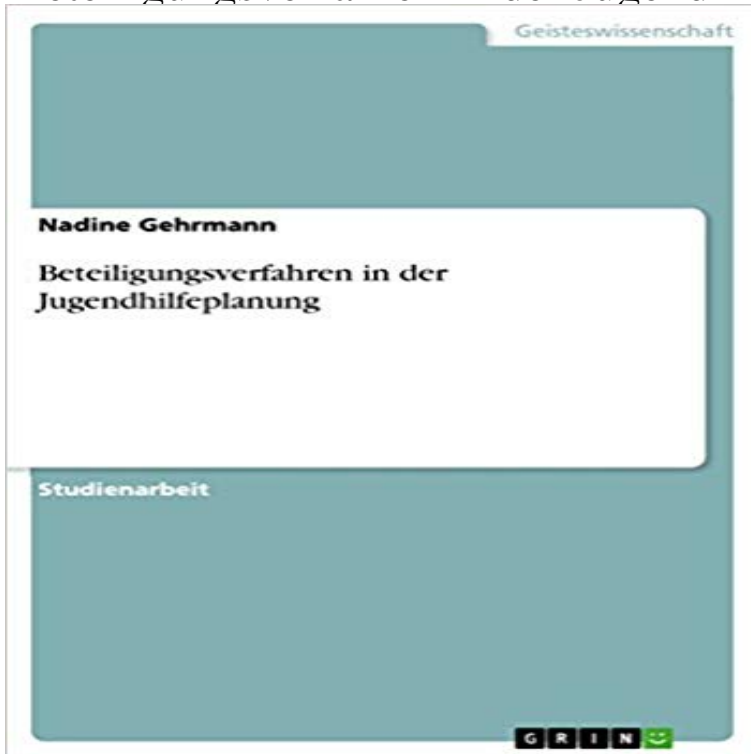 Geisteswissenschaft
Nadine Gehrmann
Beteiligungsverfahren in der
Jugendhilfeplanung
Studienarbeit
GRIN